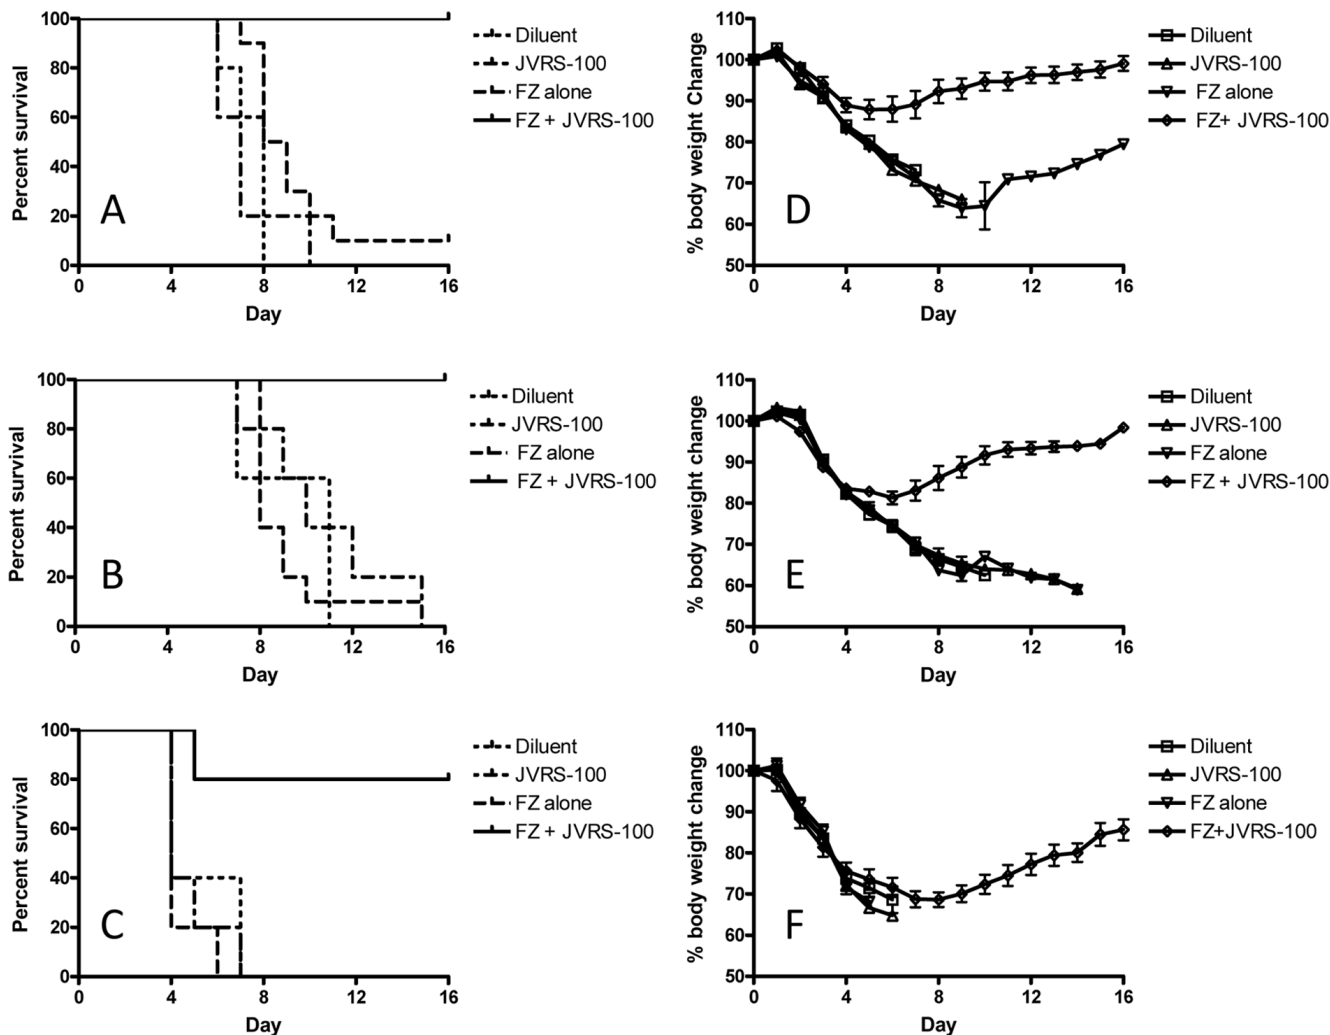 Percent survival
100
80
60
40
20
0
0 4 8 12 16
Day
A
Diluent
JVRS-100
FZ alone
FZ + JVRS-100
% body weight Change
110
100
90
80
70
60
50
0 4 8 12 16
Day
D
Diluent
JVRS-100
FZ alone
FZ+ JVRS-100
Percent survival
100
80
60
40
20
0
0 4 8 12 16
Day
B
Diluent
JVRS-100
FZ alone
FZ + JVRS-100
% body weight change
110
100
90
80
70
60
50
0 4 8 12 16
Day
E
Diluent
JVRS-100
FZ alone
FZ + JVRS-100
Percent survival
100
80
60
40
20
0
0 4 8 12 16
Day
C
Diluent
JVRS-100
FZ alone
FZ + JVRS-100
% body weight change
110
100
90
80
70
60
50
0 4 8 12 16
Day
F
Diluent
JVRS-100
FZ alone
FZ+JVRS-100